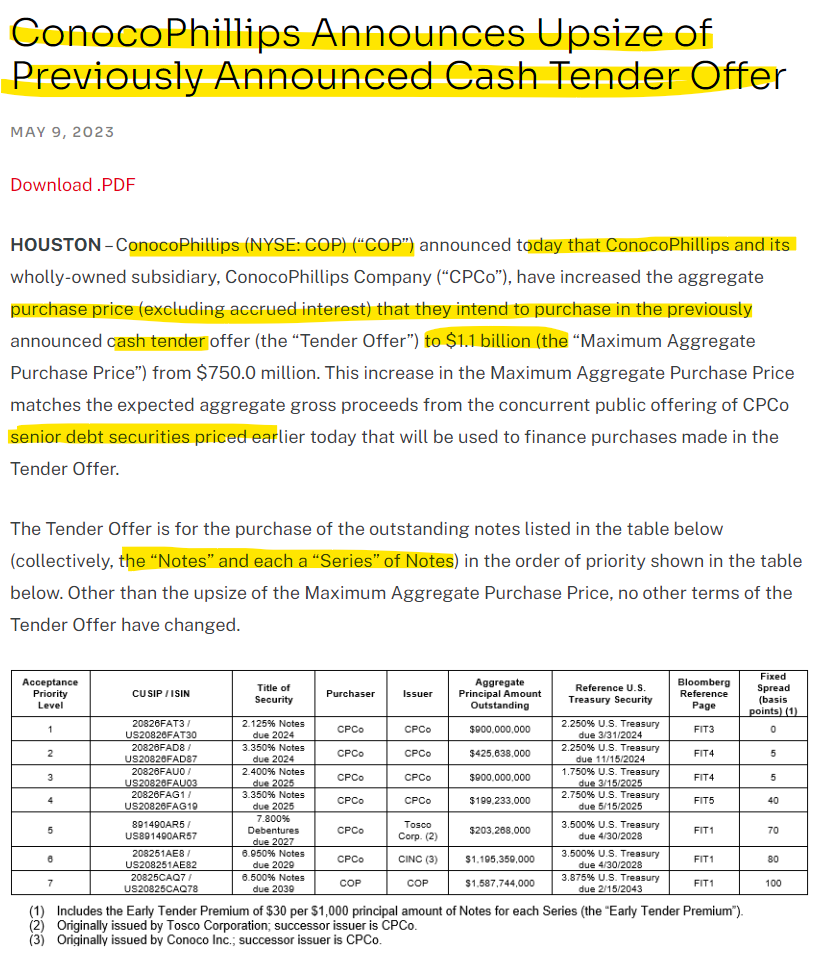 ConocoPhillips Announces Upsize of
Previously Announced Cash Tender Offer
MAY 9, 2023
Download .PDF
HOUSTON – ConocoPhillips (NYSE: COP) (“COP”) announced today that ConocoPhillips and its
wholly-owned subsidiary, ConocoPhillips Company (“CPCo”), have increased the aggregate
purchase price (excluding accrued interest) that they intend to purchase in the previously
announced cash tender offer (the “Tender Offer”) to $1.1 billion (the “Maximum Aggregate
Purchase Price”) from $750.0 million. This increase in the Maximum Aggregate Purchase Price
matches the expected aggregate gross proceeds from the concurrent public offering of CPCo
senior debt securities priced earlier today that will be used to finance purchases made in the
Tender Offer.
The Tender Offer is for the purchase of the outstanding notes listed in the table below
(collectively, the “Notes” and each a “Series” of Notes) in the order of priority shown in the table
below. Other than the upsize of the Maximum Aggregate Purchase Price, no other terms of the
Tender Offer have changed.
Acceptance Priority Level CUSIP / ISIN Title of Security Purchaser Issuer Aggregate Principal Amount Outstanding Reference U.S. Treasury Security Bloomberg Reference Page Fixed Spread (basis points) (1)
1 20826FAT3 / US20826FAT30 2.125% Notes due 2024 CPCo CPCo $900,000,000 2.250% U.S. Treasury due 3/31/2024 FIT3 0
2 20826FAD8 / US20826FAD87 3.350% Notes due 2024 CPCo CPCo $425,638,000 2.250% U.S. Treasury due 11/15/2024 FIT4 5
3 20826FAU0 / US20826FAU03 2.400% Notes due 2025 CPCo CPCo $900,000,000 1.750% U.S. Treasury due 3/15/2025 FIT4 5
4 20826FAG1 / US20826FAG19 3.350% Notes due 2025 CPCo CPCo $199,233,000 2.750% U.S. Treasury due 5/15/2025 FIT5 40
5 891490AR5 / US891490AR57 7.800% Debentures due 2027 CPCo Tosco Corp. (2) $203,268,000 3.500% U.S. Treasury due 4/30/2028 FIT1 70
6 208251AE8 / US208251AE82 6.950% Notes due 2029 CPCo CINC (3) $1,195,359,000 3.500% U.S. Treasury due 4/30/2028 FIT1 80
7 20825CAQ7 / US20825CAQ78 6.500% Notes due 2039 COP COP $1,587,744,000 3.875% U.S. Treasury due 2/15/2043 FIT1 100
(1) Includes the Early Tender Premium of $30 per $1,000 principal amount of Notes for each Series (the “Early Tender Premium”).
(2) Originally issued by Tosco Corporation; successor issuer is CPCo.
(3) Originally issued by Conoco Inc.; successor issuer is CPCo.